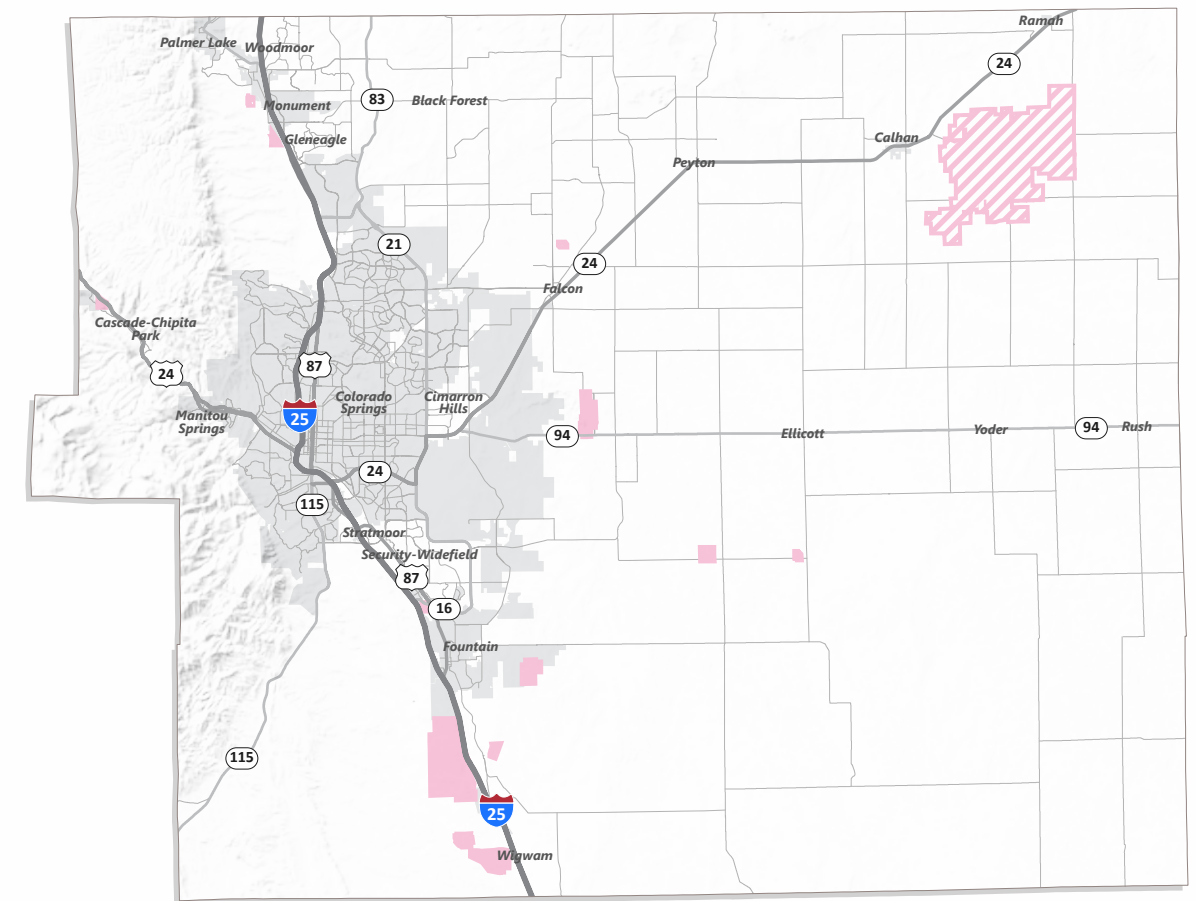 Ramah
Palmer Lake
Woodmoor
24
83
Black Forest
Monument
Gleneagle
Calhan
Peyton
21
24
Falcon
Cascade-Chipita
Park
87
24
Colorado
Springs
Cimarron
Hills
25
Manitou
Springs
94
Ellicott
Yoder
94
Rush
24
115
Stratmoor
Security-Widefield
87
16
Fountain
115
25
Wigwam